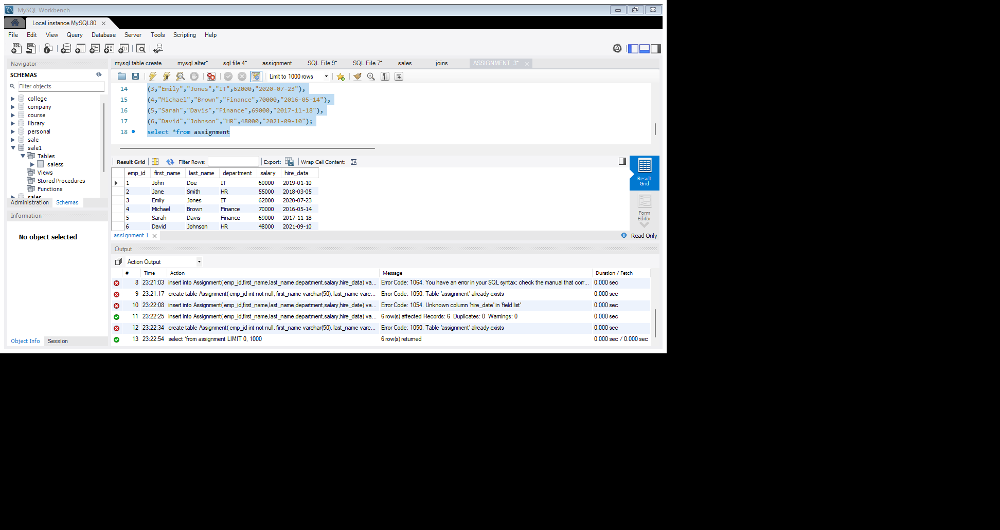 MySQL Workbench
Local instance MySQL80
File Edit View Query Database Server Tools Scripting Help
Navigator
SCHEMAS
Filter objects
college
company
course
library
personal
sale
sale1
Tables
saless
Views
Stored Procedures
Functions
sales
Administration Schemas
Information
No object selected
Object Info Session
mysql table create mysql alter* sql file 4* assignment SQL File 9* SQL File 7* sales joins ASSIGNMENT_3*
Limit to 1000 rows
14 (3,"Emily","Jones","IT",62000,"2020-07-23"),
15 (4,"Michael","Brown","Finance",70000,"2016-05-14"),
16 (5,"Sarah","Davis","Finance",69000,"2017-11-18"),
17 (6,"David","Johnson","HR",48000,"2021-09-10");
18 select *from assignment
Result Grid Filter Rows: Export: Wrap Cell Content:
emp_id first_name last_name department salary hire_data
1 John Doe IT 60000 2019-01-10
2 Jane Smith HR 55000 2018-03-05
3 Emily Jones IT 62000 2020-07-23
4 Michael Brown Finance 70000 2016-05-14
5 Sarah Davis Finance 69000 2017-11-18
6 David Johnson HR 48000 2021-09-10
Result
Grid
Form
Editor
assignment 1
Read Only
Output
Action Output
# Time Action Message Duration / Fetch
8 23:21:03 insert into Assignment( emp_id,first_name,last_name,department,salary,hire_data) va... Error Code: 1064. You have an error in your SQL syntax; check the manual that corr... 0.000 sec
9 23:21:17 create table Assignment( emp_id int not null, first_name varchar(50), last_name varc... Error Code: 1050. Table 'assignment' already exists 0.000 sec
10 23:22:08 insert into Assignment( emp_id,first_name,last_name,department,salary,hire_date) va... Error Code: 1054. Unknown column 'hire_date' in 'field list' 0.000 sec
11 23:22:25 insert into Assignment( emp_id,first_name,last_name,department,salary,hire_data) va... 6 row(s) affected Records: 6  Duplicates: 0  Warnings: 0 0.000 sec
12 23:22:34 create table Assignment( emp_id int not null, first_name varchar(50), last_name varc... Error Code: 1050. Table 'assignment' already exists 0.000 sec
13 23:22:54 select *from assignment LIMIT 0, 1000 6 row(s) returned 0.000 sec / 0.000 sec